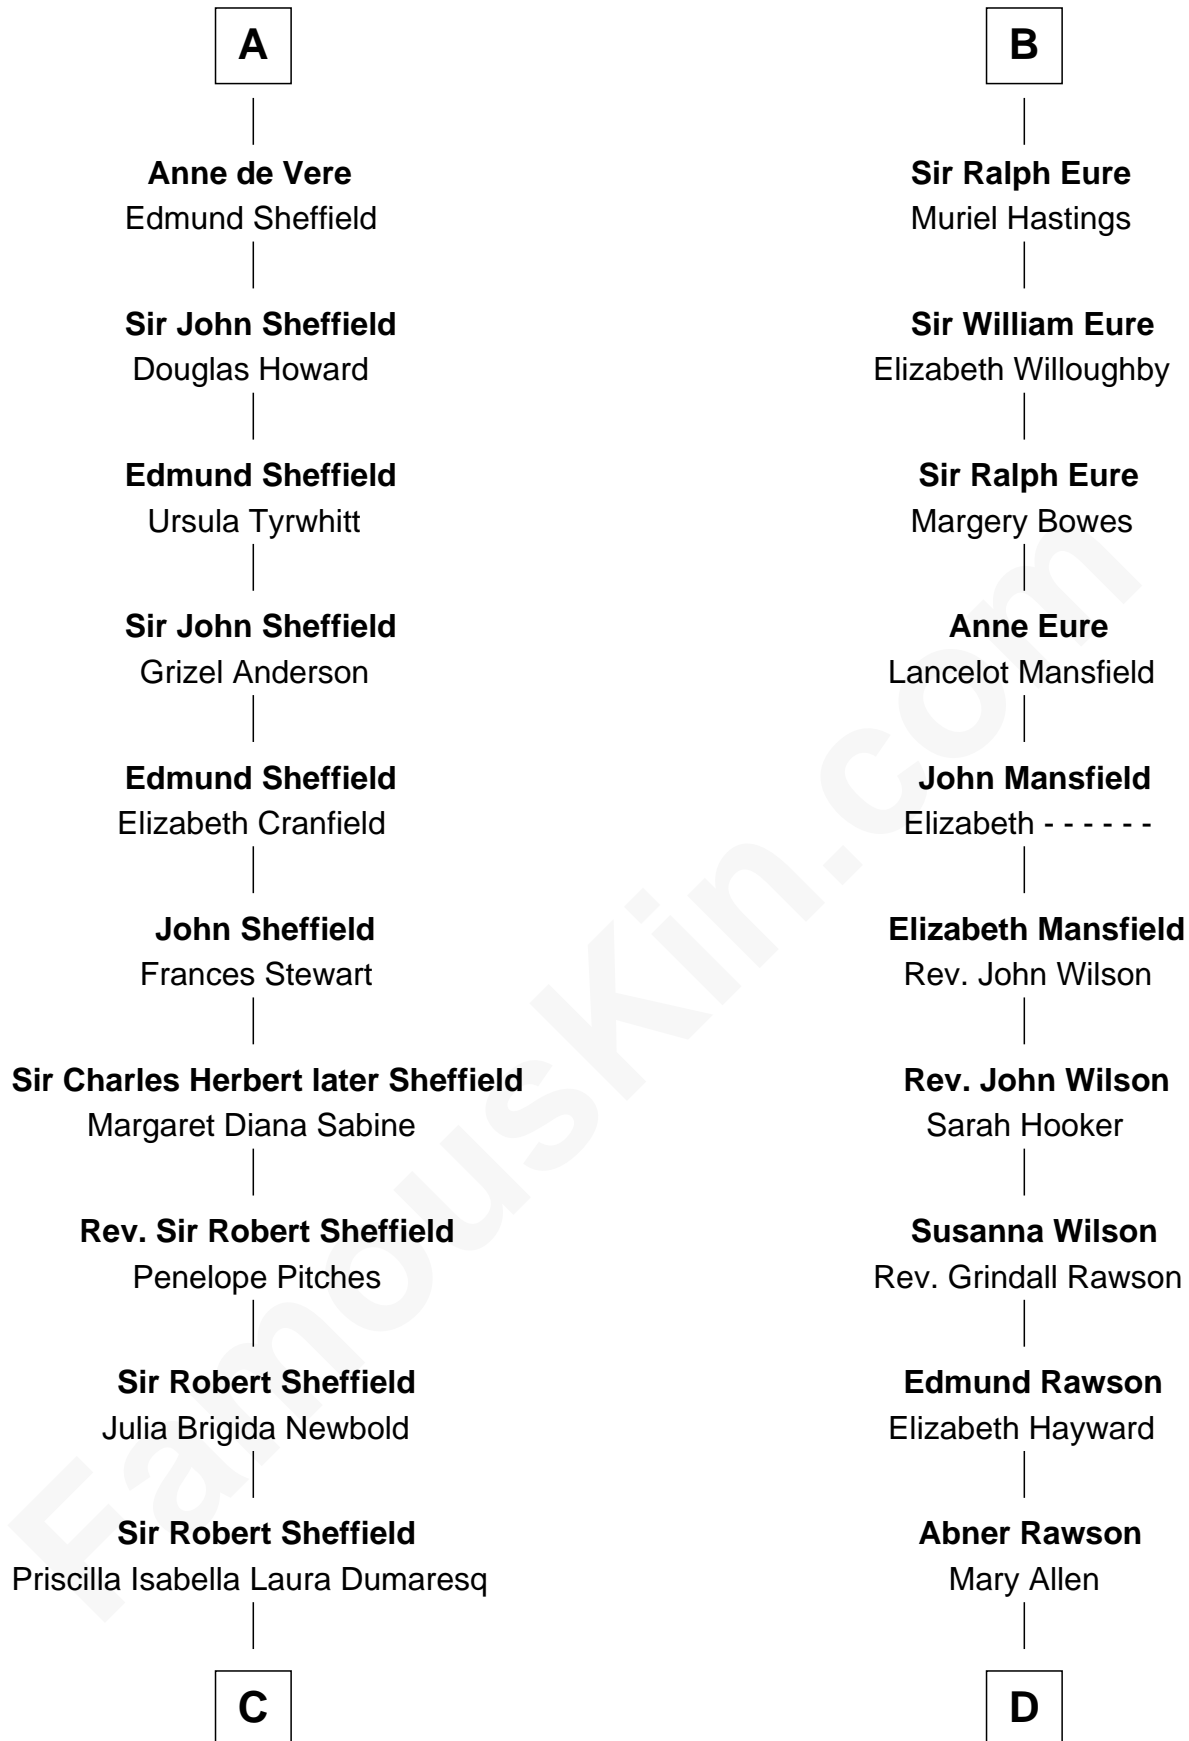 A
Anne de Vere
Edmund Sheffield
Sir John Sheffield
Douglas Howard
Edmund Sheffield
Ursula Tyrwhitt
Sir John Sheffield
Grizel Anderson
Edmund Sheffield
Elizabeth Cranfield
John Sheffield
Frances Stewart
Sir Charles Herbert later Sheffield
Margaret Diana Sabine
Rev. Sir Robert Sheffield
Penelope Pitches
Sir Robert Sheffield
Julia Brigida Newbold
Sir Robert Sheffield
Priscilla Isabella Laura Dumaresq
C
B
Sir Ralph Eure
Muriel Hastings
Sir William Eure
Elizabeth Willoughby
Sir Ralph Eure
Margery Bowes
Anne Eure
Lancelot Mansfield
John Mansfield
Elizabeth - - - - - -
Elizabeth Mansfield
Rev. John Wilson
Rev. John Wilson
Sarah Hooker
Susanna Wilson
Rev. Grindall Rawson
Edmund Rawson
Elizabeth Hayward
Abner Rawson
Mary Allen
D
FamousKin.com